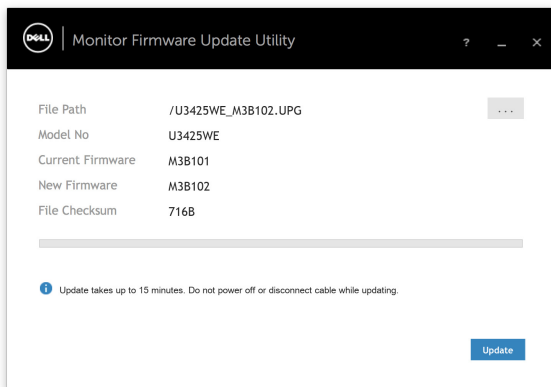 DELL Monitor Firmware Update Utility ? _ ×
File Path /U3425WE_M3B102.UPG ...
Model No U3425WE
Current Firmware M3B101
New Firmware M3B102
File Checksum 716B
i Update takes up to 15 minutes. Do not power off or disconnect cable while updating.
Update